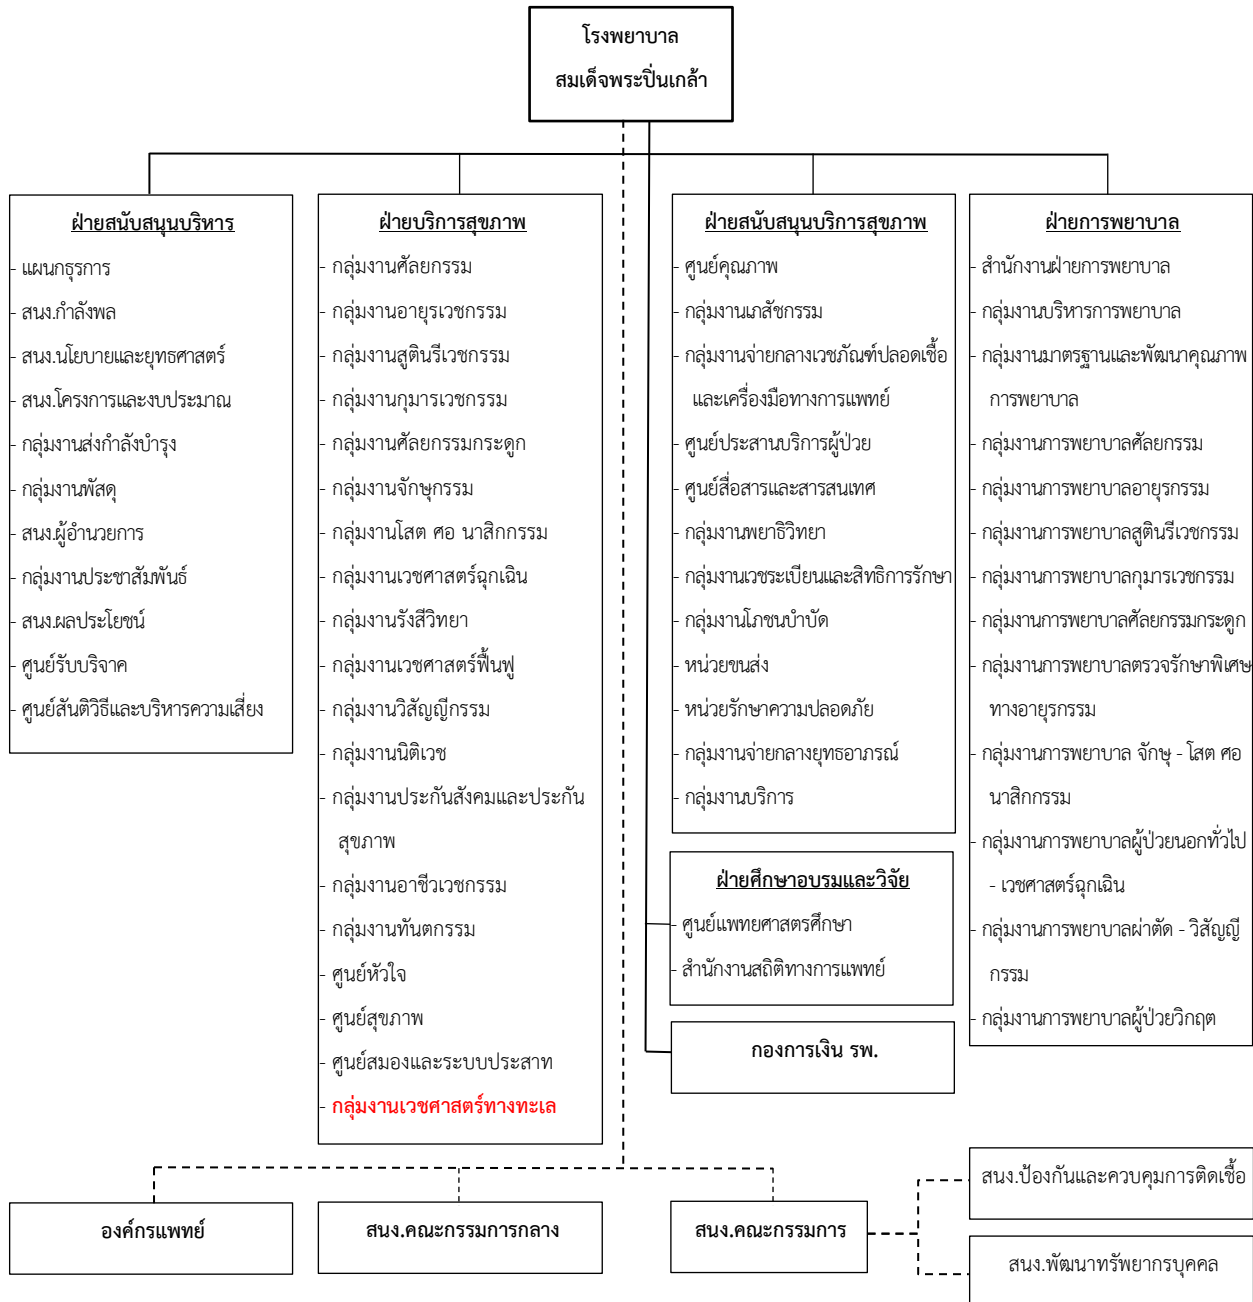 โรงพยาบาล
สมเด็จพระปิ่นเกล้า
ฝ่ายสนับสนุนบริหาร
- แผนกธุรการ
- สนง.กำลังพล
- สนง.นโยบายและยุทธศาสตร์
- สนง.โครงการและงบประมาณ
- กลุ่มงานส่งกำลังบำรุง
- กลุ่มงานพัสดุ
- สนง.ผู้อำนวยการ
- กลุ่มงานประชาสัมพันธ์
- สนง.ผลประโยชน์
- ศูนย์รับบริจาค
- ศูนย์สันติวิธีและบริหารความเสี่ยง
ฝ่ายบริการสุขภาพ
- กลุ่มงานศัลยกรรม
- กลุ่มงานอายุรเวชกรรม
- กลุ่มงานสูตินรีเวชกรรม
- กลุ่มงานกุมารเวชกรรม
- กลุ่มงานศัลยกรรมกระดูก
- กลุ่มงานจักษุกรรม
- กลุ่มงานโสต ศอ นาสิกกรรม
- กลุ่มงานเวชศาสตร์ฉุกเฉิน
- กลุ่มงานรังสีวิทยา
- กลุ่มงานเวชศาสตร์ฟื้นฟู
- กลุ่มงานวิสัญญีกรรม
- กลุ่มงานนิติเวช
- กลุ่มงานประกันสังคมและประกัน
สุขภาพ
- กลุ่มงานอาชีวเวชกรรม
- กลุ่มงานทันตกรรม
- ศูนย์หัวใจ
- ศูนย์สุขภาพ
- ศูนย์สมองและระบบประสาท
- กลุ่มงานเวชศาสตร์ทางทะเล
ฝ่ายสนับสนุนบริการสุขภาพ
- ศูนย์คุณภาพ
- กลุ่มงานเภสัชกรรม
- กลุ่มงานจ่ายกลางเวชภัณฑ์ปลอดเชื้อ
และเครื่องมือทางการแพทย์
- ศูนย์ประสานบริการผู้ป่วย
- ศูนย์สื่อสารและสารสนเทศ
- กลุ่มงานพยาธิวิทยา
- กลุ่มงานเวชระเบียนและสิทธิการรักษา
- กลุ่มงานโภชนบำบัด
- หน่วยขนส่ง
- หน่วยรักษาความปลอดภัย
- กลุ่มงานจ่ายกลางยุทธอาภรณ์
- กลุ่มงานบริการ
ฝ่ายศึกษาอบรมและวิจัย
- ศูนย์แพทยศาสตรศึกษา
- สำนักงานสถิติทางการแพทย์
กองการเงิน รพ.
ฝ่ายการพยาบาล
- สำนักงานฝ่ายการพยาบาล
- กลุ่มงานบริหารการพยาบาล
- กลุ่มงานมาตรฐานและพัฒนาคุณภาพ
การพยาบาล
- กลุ่มงานการพยาบาลศัลยกรรม
- กลุ่มงานการพยาบาลอายุรกรรม
- กลุ่มงานการพยาบาลสูตินรีเวชกรรม
- กลุ่มงานการพยาบาลกุมารเวชกรรม
- กลุ่มงานการพยาบาลศัลยกรรมกระดูก
- กลุ่มงานการพยาบาลตรวจรักษาพิเศษ
ทางอายุรกรรม
- กลุ่มงานการพยาบาล จักษุ - โสต ศอ
นาสิกกรรม
- กลุ่มงานการพยาบาลผู้ป่วยนอกทั่วไป
- เวชศาสตร์ฉุกเฉิน
- กลุ่มงานการพยาบาลผ่าตัด - วิสัญญี
กรรม
- กลุ่มงานการพยาบาลผู้ป่วยวิกฤต
องค์กรแพทย์
สนง.คณะกรรมการกลาง
สนง.คณะกรรมการ
สนง.ป้องกันและควบคุมการติดเชื้อ
สนง.พัฒนาทรัพยากรบุคคล